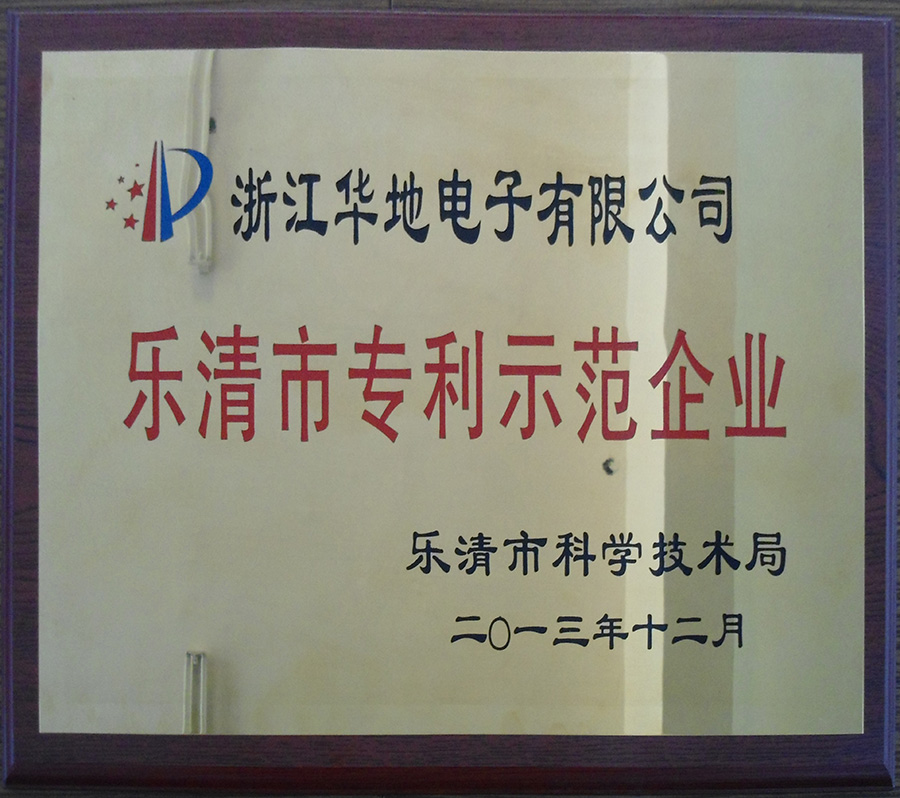 浙江华地电子有限公司
乐清市专利示范企业
乐清市科学技术局
二〇一三年十二月